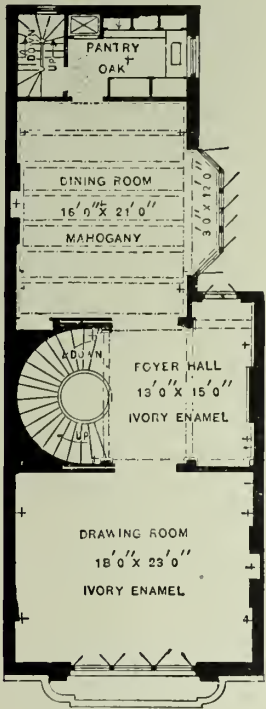 DOWN
UP
PANTRY
OAK
DINING ROOM
16'0" X 21'0"
MAHOGANY
3'0 X 12'0"
DOWN
UP
FOYER HALL
13'0" X 15'0"
IVORY ENAMEL
DRAWING ROOM
18'0" X 23'0"
IVORY ENAMEL